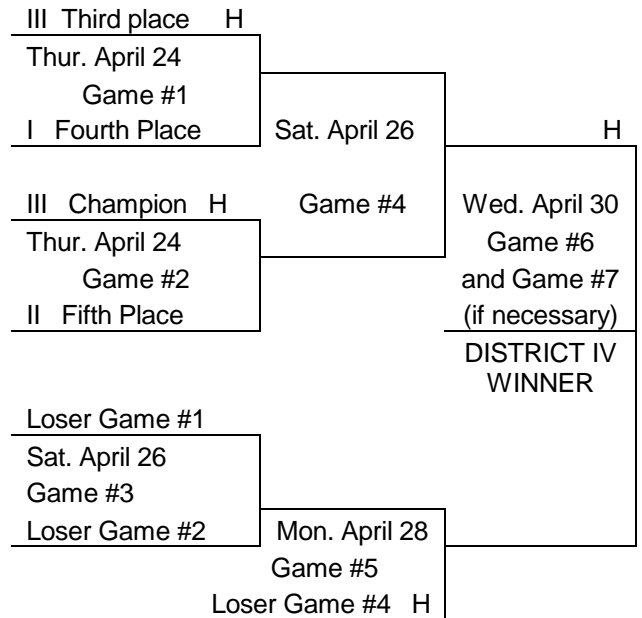 III Third place H
Thur. April 24
Game #1
I Fourth Place
Sat. April 26
H
III Champion H
Game #4
Wed. April 30
Thur. April 24
Game #6
Game #2
and Game #7
II Fifth Place
(if necessary)
DISTRICT IV
WINNER
Loser Game #1
Sat. April 26
Game #3
Loser Game #2
Mon. April 28
Game #5
Loser Game #4 H